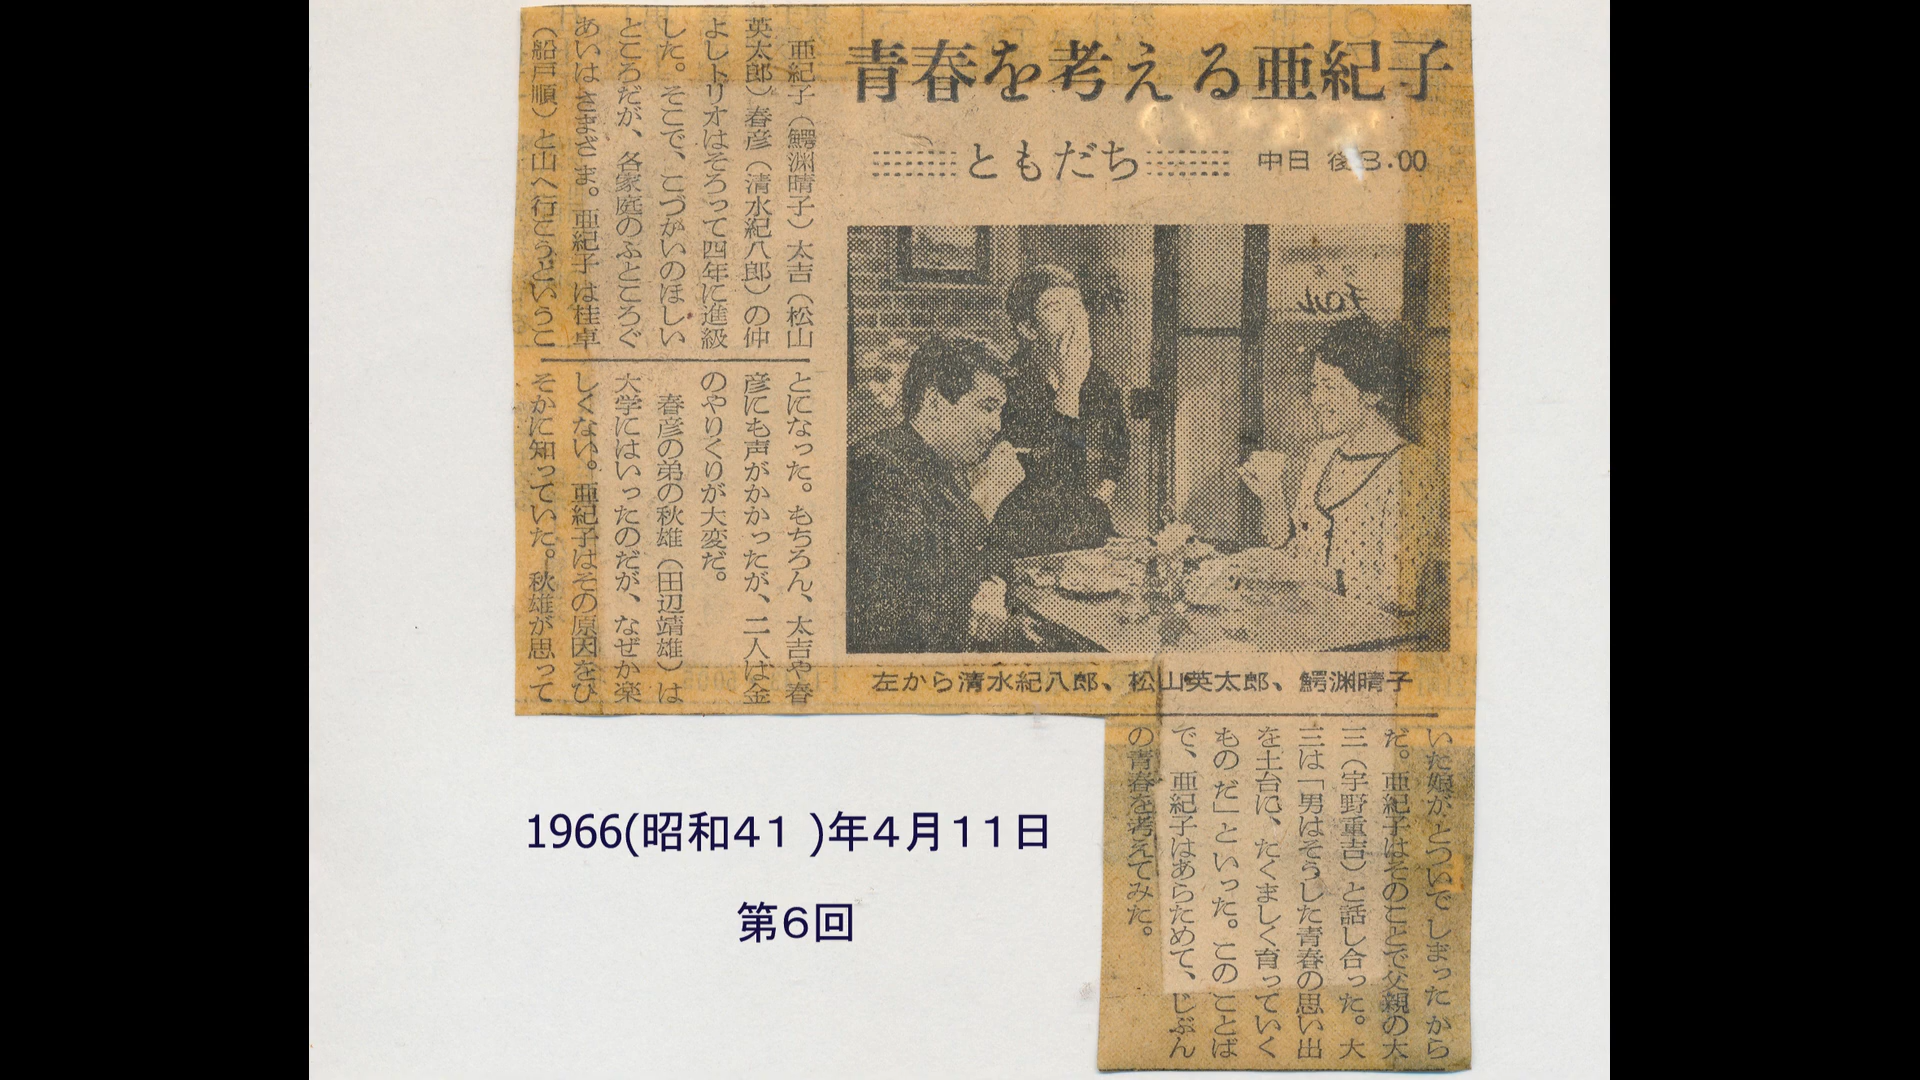 青春を考える亜紀子
ともだち
中日 後3.00
亜紀子（鰐淵晴子）太吉（松山
英太郎）春彦（清水紀八郎）の仲
よしトリオはそろって四年に進級
した。そこで、こづかいのほしい
ところだが、各家庭のふところぐ
あいはさまざま。亜紀子は桂卓
（船戸順）と山へ行こうというこ
とになった。もちろん、太吉や春
彦にも声がかかったが、二人は金
のやりくりが大変だ。
春彦の弟の秋雄（田辺靖雄）は
大学にはいったのだが、なぜか楽
しくない。亜紀子はその原因をひ
そかに知っていた。秋雄が思って
いた娘がとついでしまったから
だ。亜紀子はそのことで父親の大
三（宇野重吉）と話し合った。大
三は「男はそうした青春の思い出
を土台に、たくましく育っていく
ものだ」といった。このことば
で、亜紀子はあらためて、じぶん
の青春を考えてみた。
左から清水紀八郎、松山英太郎、鰐淵晴子
1966(昭和４１ )年４月１１日
第６回